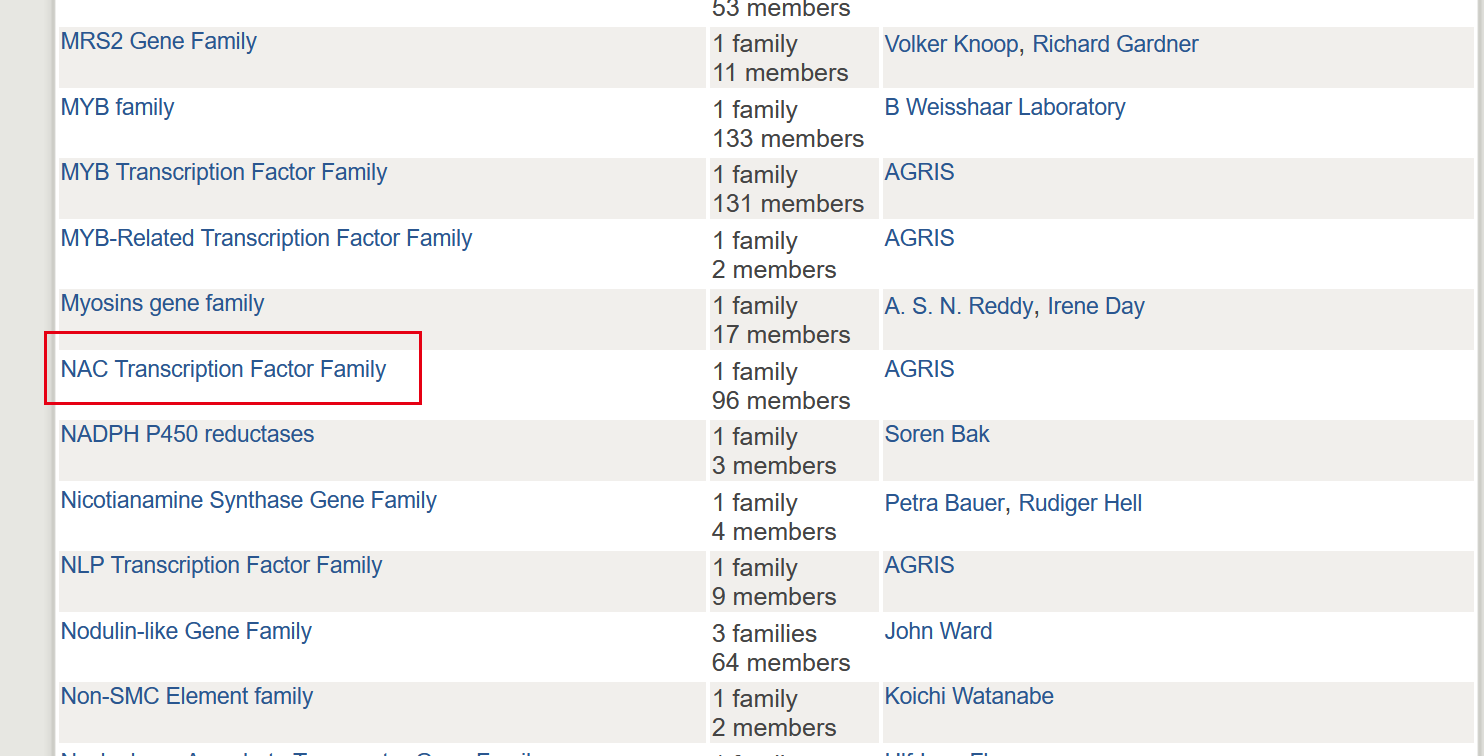 53 members
MRS2 Gene Family
1 family
11 members
Volker Knoop, Richard Gardner
MYB family
1 family
133 members
B Weisshaar Laboratory
MYB Transcription Factor Family
1 family
131 members
AGRIS
MYB-Related Transcription Factor Family
1 family
2 members
AGRIS
Myosins gene family
1 family
17 members
A. S. N. Reddy, Irene Day
NAC Transcription Factor Family
1 family
96 members
AGRIS
NADPH P450 reductases
1 family
3 members
Soren Bak
Nicotianamine Synthase Gene Family
1 family
4 members
Petra Bauer, Rudiger Hell
NLP Transcription Factor Family
1 family
9 members
AGRIS
Nodulin-like Gene Family
3 families
64 members
John Ward
Non-SMC Element family
1 family
2 members
Koichi Watanabe